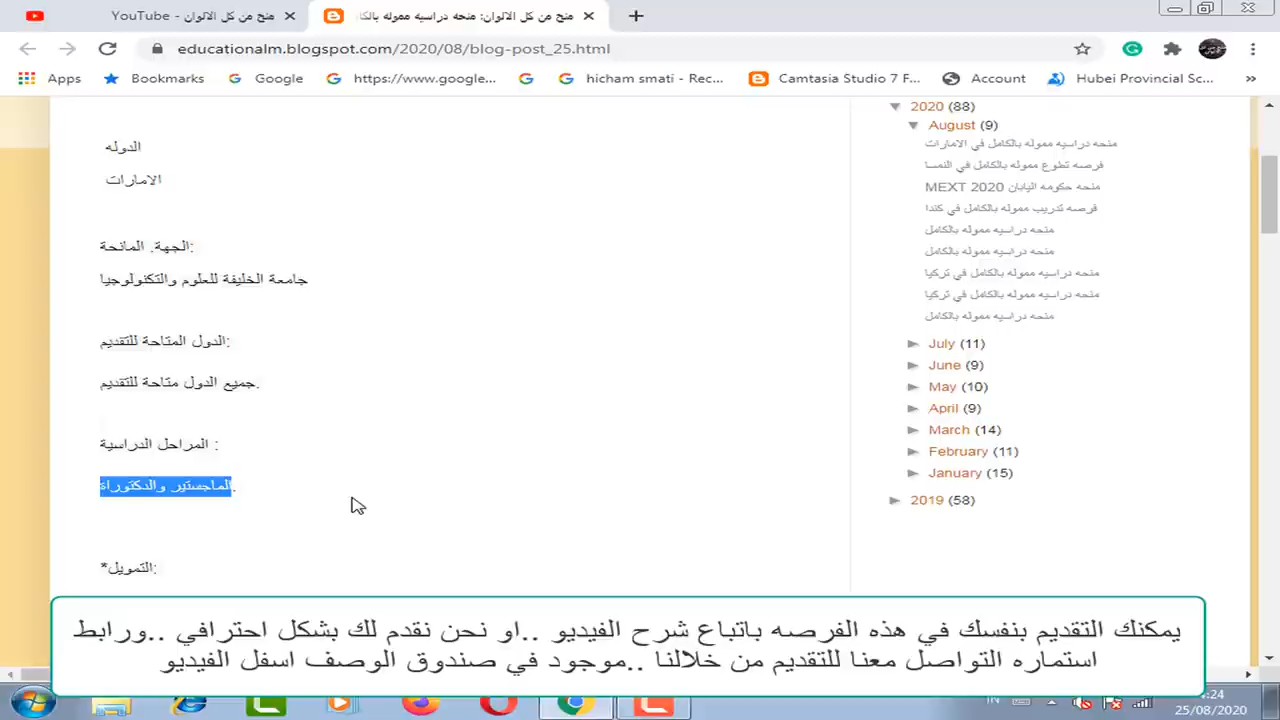 منح من كل الالوان - YouTube
منح من كل الالوان: منحه دراسيه مموله بالكا
educationalm.blogspot.com/2020/08/blog-post_25.html
Apps
Bookmarks
Google
https://www.google...
hicham smati - Rec...
Camtasia Studio 7 F...
Account
Hubei Provincial Sc...
»
الدوله
الامارات
الجهة. المانحة:
جامعة الخليفة للعلوم والتكنولوجيا
الدول المتاحة للتقديم:
جميع الدول متاحة للتقديم.
المراحل الدراسية :
الماجستير والدكتوراة.
*التمويل:
2020 (88)
August (9)
منحه دراسيه مموله بالكامل في الامارات
فرصه تطوع مموله بالكامل في النمسا
منحه حكومه اليابان MEXT 2020
فرصه تدريب مموله بالكامل في كندا
منحه دراسيه مموله بالكامل
منحه دراسيه مموله بالكامل
منحه دراسيه مموله بالكامل في تركيا
منحه دراسيه مموله بالكامل في تركيا
منحه دراسيه مموله بالكامل
July (11)
June (9)
May (10)
April (9)
March (14)
February (11)
January (15)
2019 (58)
يمكنك التقديم بنفسك في هذه الفرصه باتباع شرح الفيديو ..او نحن نقدم لك بشكل احترافي ..ورابط
استماره التواصل معنا للتقديم من خلالنا ..موجود في صندوق الوصف اسفل الفيديو
IN
:24
25/08/2020